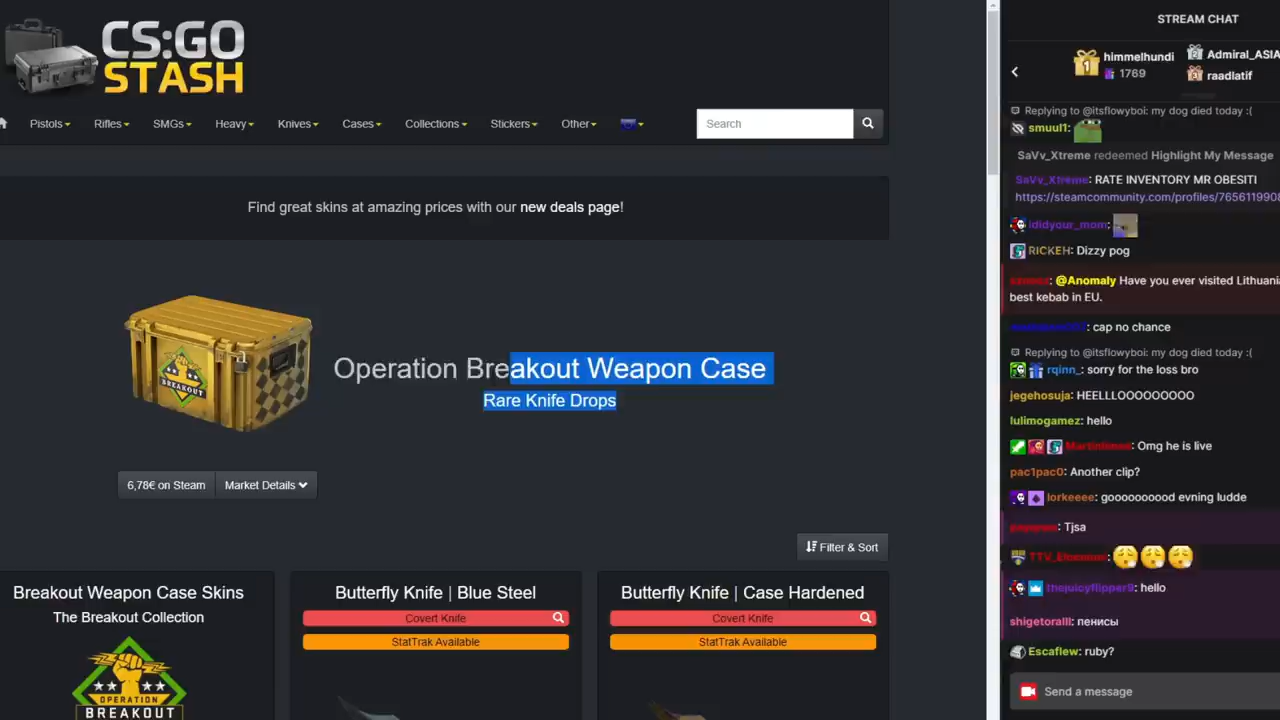 CS:GO
STASH
Pistols Rifles SMGs Heavy Knives Cases Collections Stickers Other
Search
Find great skins at amazing prices with our new deals page!
BREAKOUT
Operation Breakout Weapon Case
Rare Knife Drops
6,78€ on Steam
Market Details
Filter & Sort
Breakout Weapon Case Skins
The Breakout Collection
OPERATION
BREAKOUT
Butterfly Knife | Blue Steel
Covert Knife
StatTrak Available
Butterfly Knife | Case Hardened
Covert Knife
StatTrak Available
STREAM CHAT
1
himmelhundi
1769
2 Admiral_ASIA
3 raadlatif
Replying to @itsflowyboi: my dog died today :(
smuul1:
SaVv_Xtreme redeemed Highlight My Message
SaVv_Xtreme: RATE INVENTORY MR OBESITI
https://steamcommunity.com/profiles/7656119908
ididyour_mom:
RICKEH: Dizzy pog
@Anomaly Have you ever visited Lithuania
best kebab in EU.
cap no chance
Replying to @itsflowyboi: my dog died today :(
rqinn_: sorry for the loss bro
jegehosuja: HEELLLOOOOOOOOO
lulimogamez: hello
Omg he is live
pac1pac0: Another clip?
lorkeeee: gooooooood evning ludde
Tjsa
thejuicyflipper9: hello
shigetoralll: пенисы
Escaflew: ruby?
Send a message